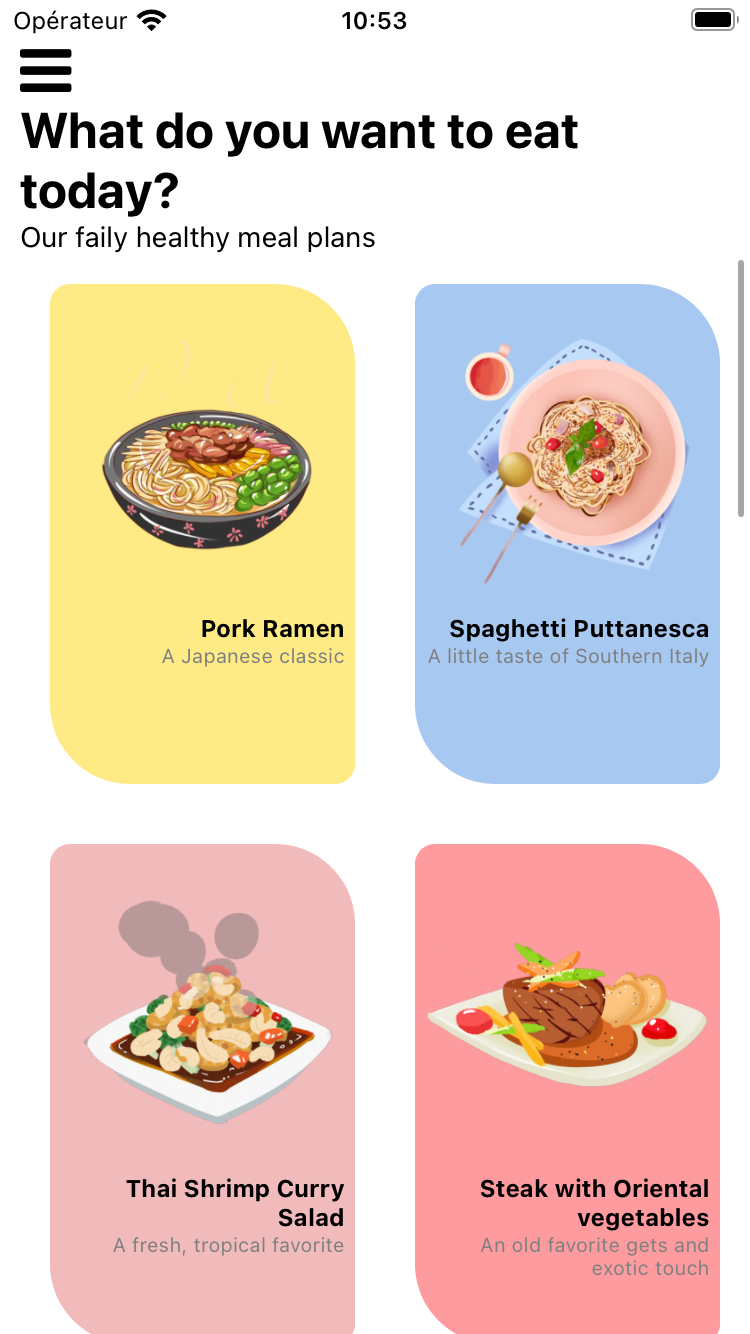 Opérateur 10:53
What do you want to eat
today?
Our faily healthy meal plans
Pork Ramen
A Japanese classic
Spaghetti Puttanesca
A little taste of Southern Italy
Thai Shrimp Curry
Salad
A fresh, tropical favorite
Steak with Oriental
vegetables
An old favorite gets and
exotic touch